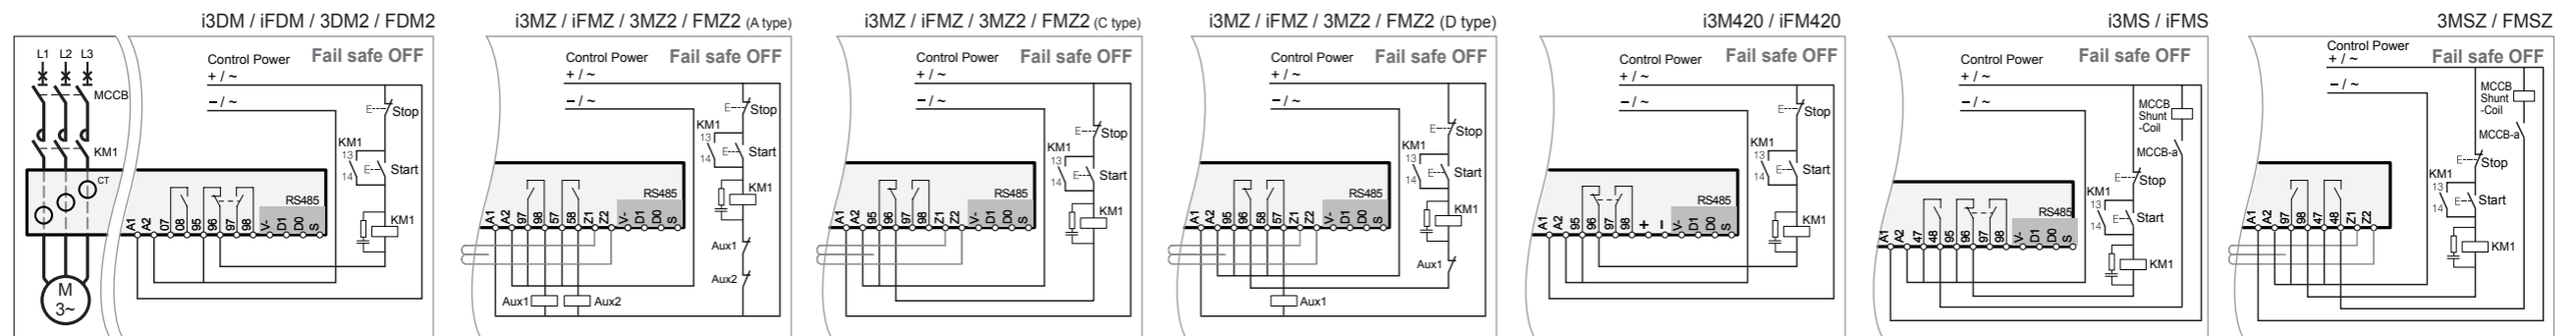 i3DM / iFDM / 3DM2 / FDM2
L1 L2 L3
Control Power
Fail safe OFF
+ / ~
− / ~
MCCB
Stop
E
KM1
KM1
13
14
E
Start
CT
RS485
KM1
A1 A2 07 08 95 96 97 98 V- D1 D0 S
M
3~
i3MZ / iFMZ / 3MZ2 / FMZ2 (A type)
Control Power
Fail safe OFF
+ / ~
− / ~
E
Stop
KM1
13
14
E
Start
RS485
KM1
A1 A2 97 98 57 58 Z1 Z2 V- D1 D0 S
Aux1
Aux2
Aux1
Aux2
i3MZ / iFMZ / 3MZ2 / FMZ2 (C type)
Control Power
Fail safe OFF
+ / ~
− / ~
E
Stop
KM1
13
14
E
Start
RS485
KM1
A1 A2 95 96 97 98 Z1 Z2 V- D1 D0 S
i3MZ / iFMZ / 3MZ2 / FMZ2 (D type)
Control Power
Fail safe OFF
+ / ~
− / ~
E
Stop
KM1
13
14
E
Start
RS485
KM1
A1 A2 95 96 58 57 Z1 Z2 V- D1 D0 S
Aux1
Aux1
i3M420 / iFM420
Control Power
Fail safe OFF
+ / ~
− / ~
E
Stop
KM1
13
14
E
Start
RS485
KM1
A1 A2 95 96 97 98 + − V- D1 D0 S
i3MS / iFMS
Control Power
Fail safe OFF
+ / ~
− / ~
MCCB
Shunt
-Coil
MCCB-a
E
Stop
KM1
13
14
E
Start
RS485
KM1
A1 A2 47 48 95 96 97 98 V- D1 D0 S
3MSZ / FMSZ
Control Power
Fail safe OFF
+ / ~
− / ~
MCCB
Shunt
-Coil
MCCB-a
E
Stop
KM1
13
14
E
Start
KM1
A1 A2 97 98 47 48 Z1 Z2